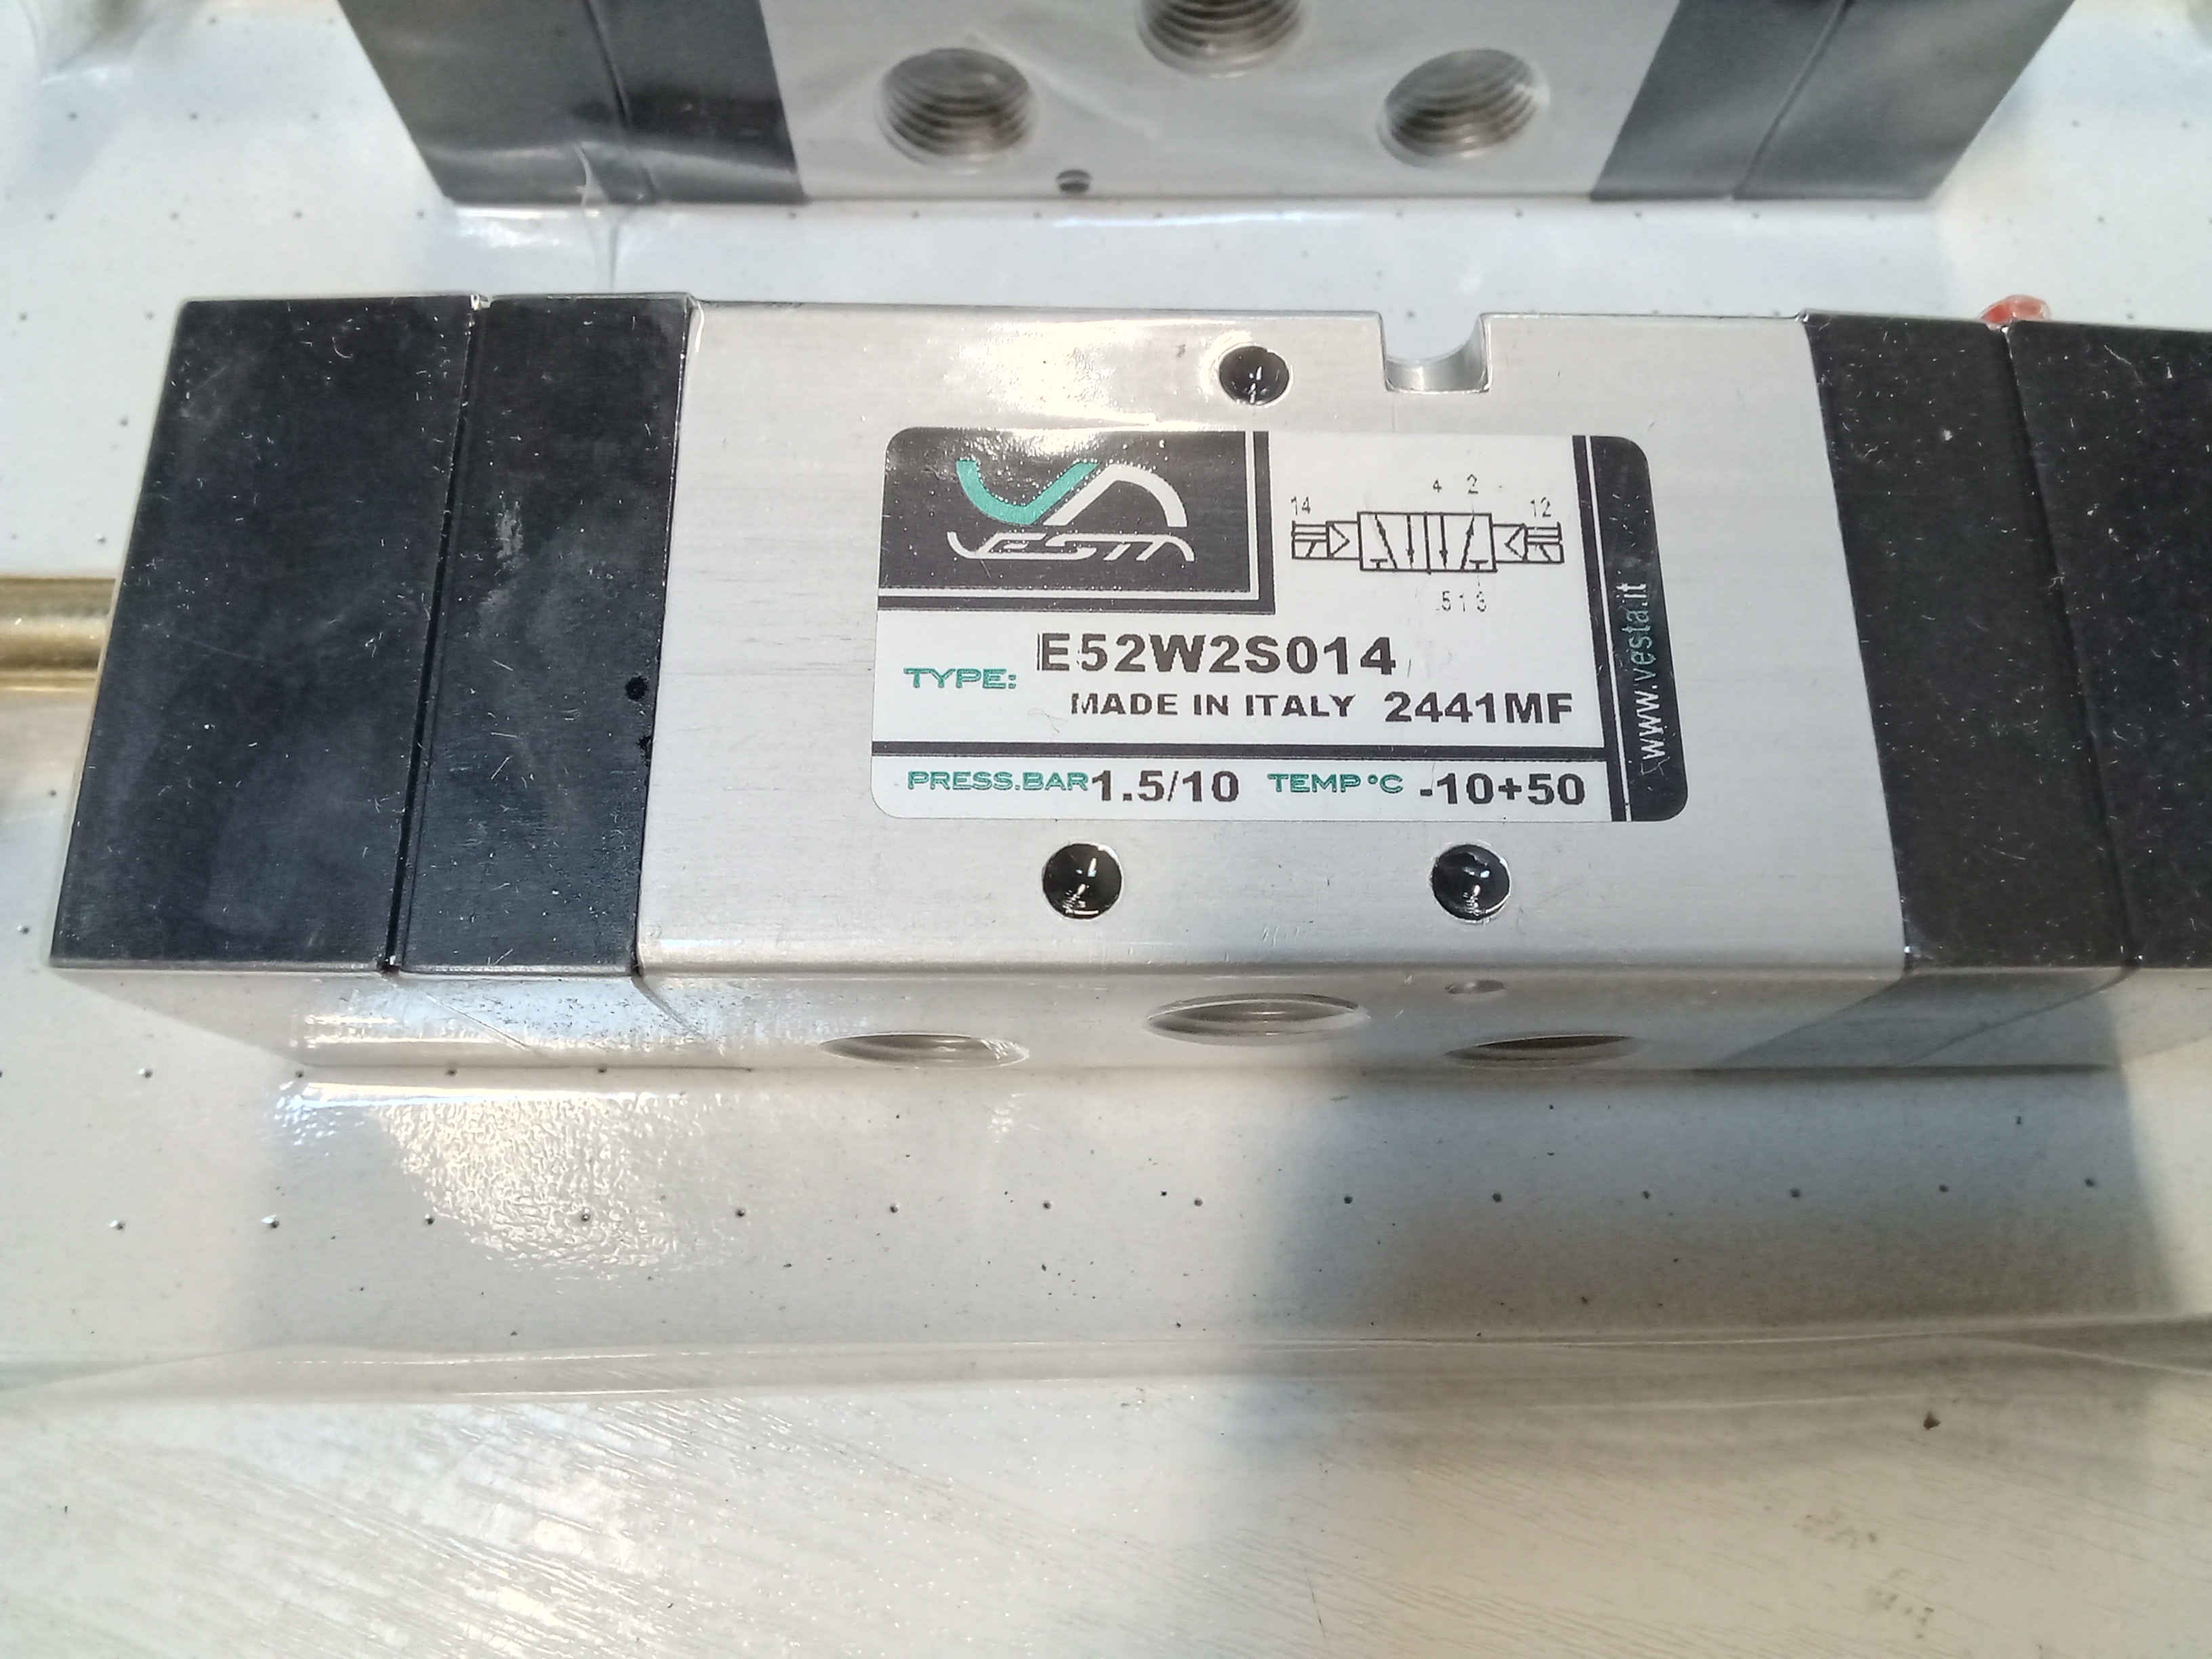 VESTA
4 2
14 12
5 1 3
TYPE: E52W2S014
MADE IN ITALY 2441MF
PRESS.BAR 1.5/10 TEMP °C -10+50
www.vesta.it